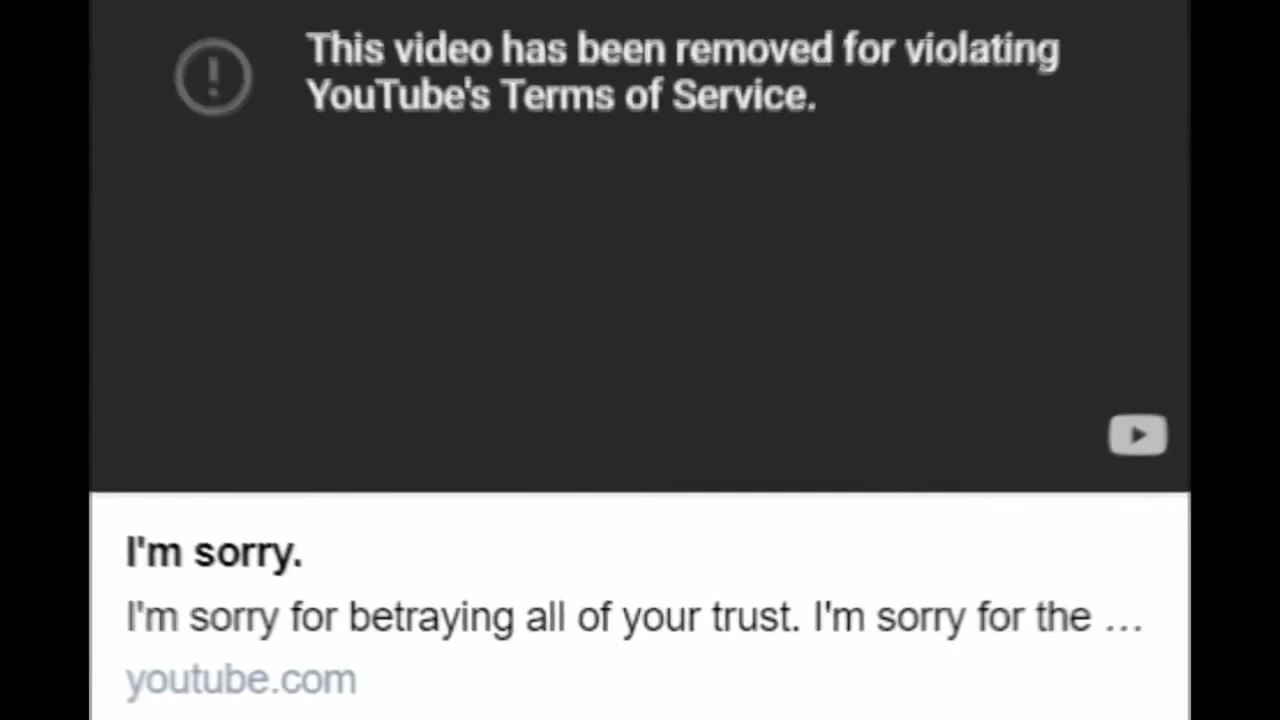 This video has been removed for violating
YouTube's Terms of Service.
I'm sorry.
I'm sorry for betraying all of your trust. I'm sorry for the ...
youtube.com